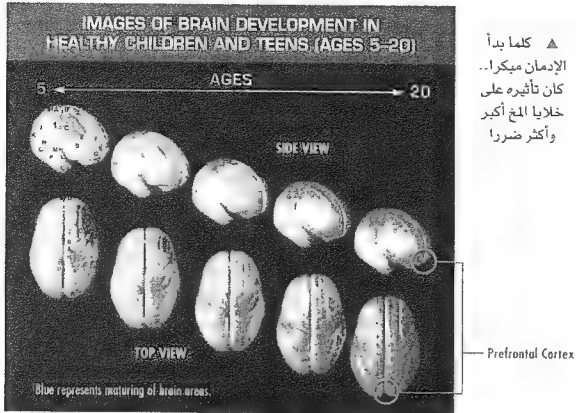 IMAGES OF BRAIN DEVELOPMENT IN
HEALTHY CHILDREN AND TEENS (AGES 5–20)
AGES
5
20
SIDE VIEW
TOP VIEW
Blue represents maturing of brain areas.
Prefrontal Cortex
▲ كلما بدأ
الإدمان ميكرا..
كان تأثيره على
خلايا المخ أكبر
وأكثر ضررا